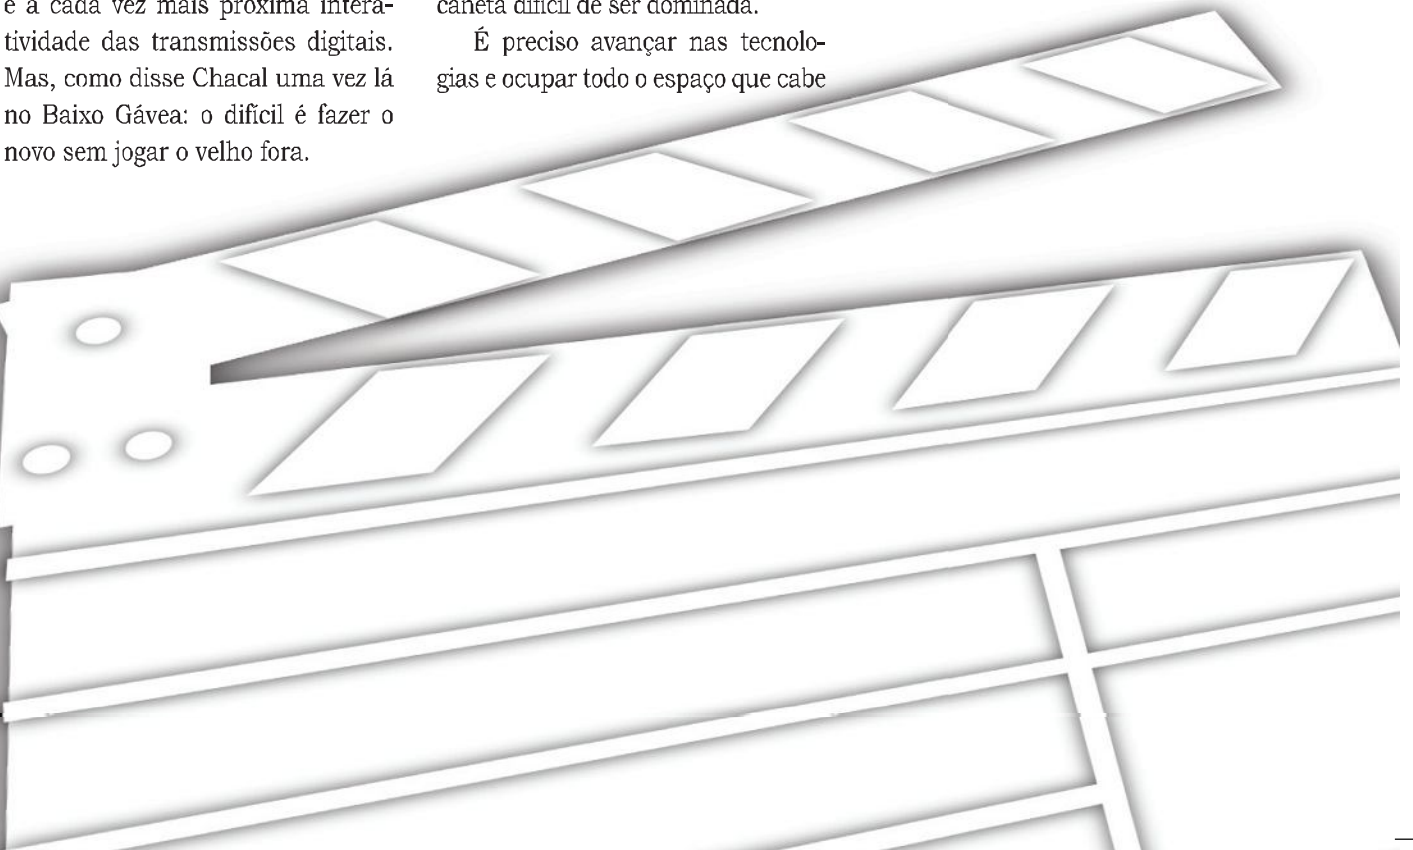 e a cada vez mais próxima intera-
tividade das transmissões digitais.
Mas, como disse Chacal uma vez lá
no Baixo Gávea: o difícil é fazer o
novo sem jogar o velho fora.
caneta difícil de ser dominada.
É preciso avançar nas tecnolo-
gias e ocupar todo o espaço que cabe